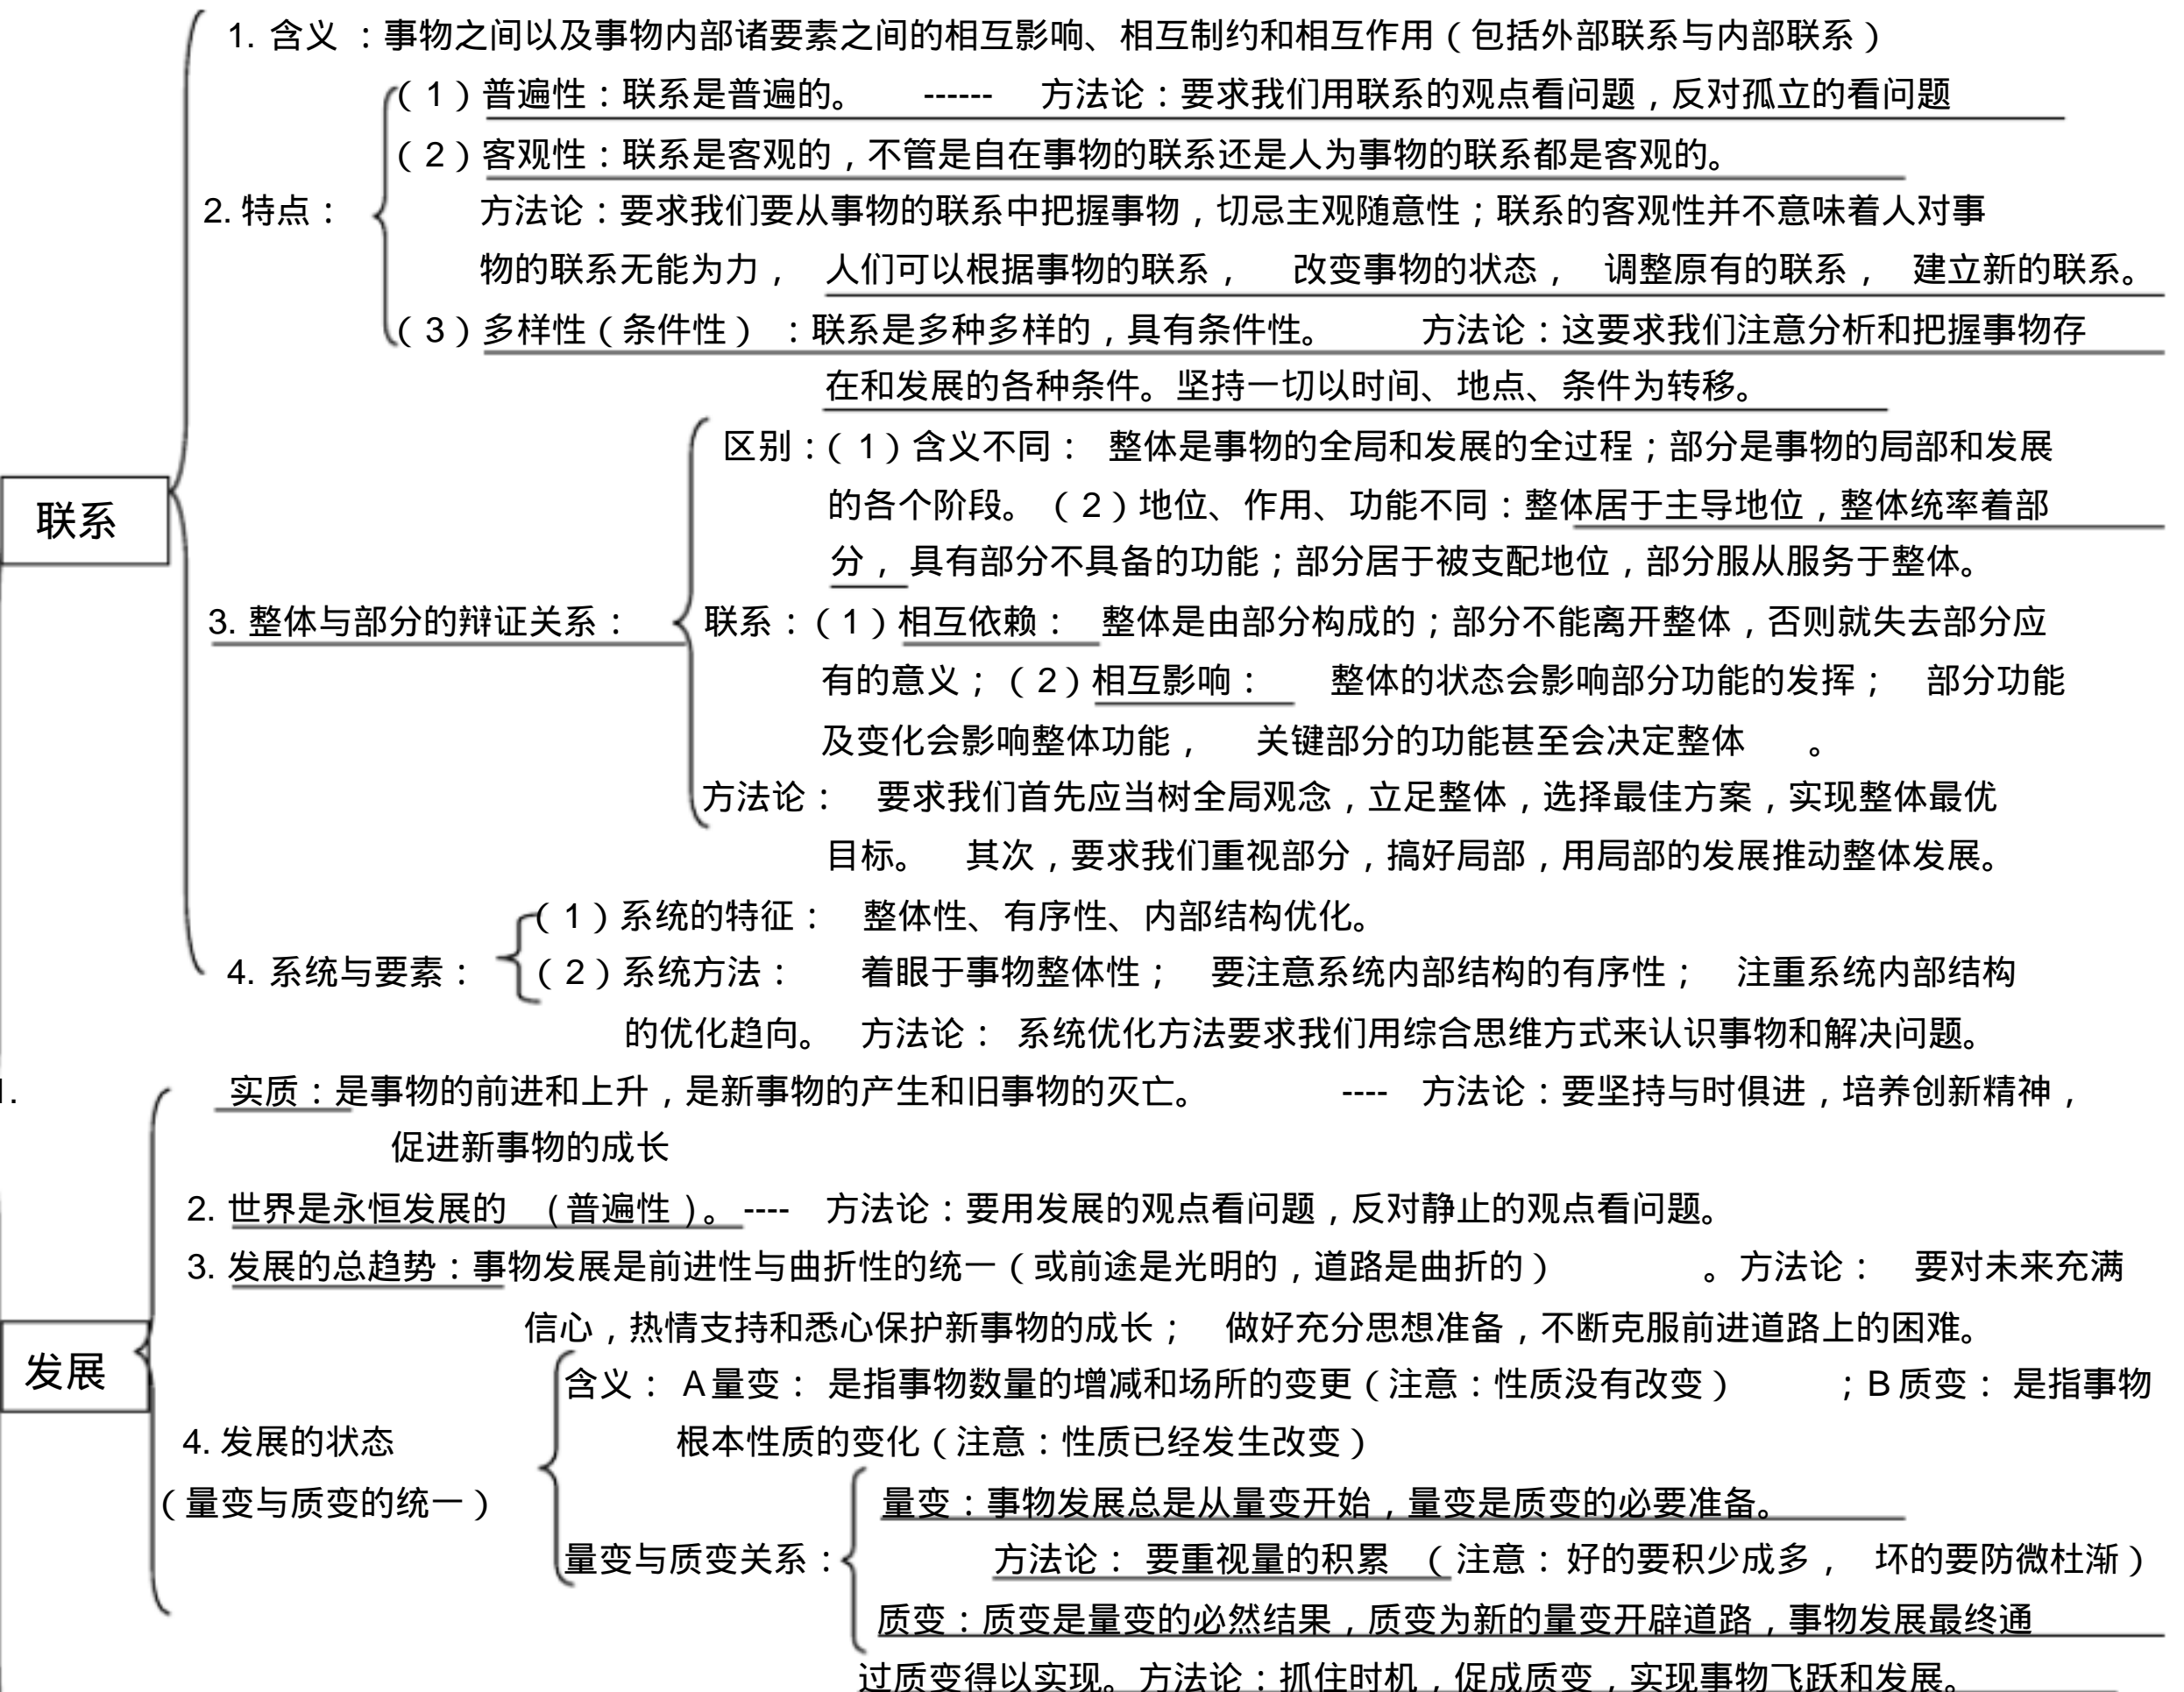 1. 含义 ：事物之间以及事物内部诸要素之间的相互影响、相互制约和相互作用（包括外部联系与内部联系）
（1）普遍性：联系是普遍的。 ------ 方法论：要求我们用联系的观点看问题，反对孤立的看问题
（2）客观性：联系是客观的，不管是自在事物的联系还是人为事物的联系都是客观的。
2. 特点： 方法论：要求我们要从事物的联系中把握事物，切忌主观随意性；联系的客观性并不意味着人对事
物的联系无能为力， 人们可以根据事物的联系， 改变事物的状态， 调整原有的联系， 建立新的联系。
（3）多样性（条件性） ：联系是多种多样的，具有条件性。 方法论：这要求我们注意分析和把握事物存
在和发展的各种条件。坚持一切以时间、地点、条件为转移。
区别：（1）含义不同： 整体是事物的全局和发展的全过程；部分是事物的局部和发展
的各个阶段。（2）地位、作用、功能不同：整体居于主导地位，整体统率着部
联系
分，具有部分不具备的功能；部分居于被支配地位，部分服从服务于整体。
3. 整体与部分的辩证关系： 联系：（1）相互依赖： 整体是由部分构成的；部分不能离开整体，否则就失去部分应
有的意义；（2）相互影响： 整体的状态会影响部分功能的发挥； 部分功能
及变化会影响整体功能， 关键部分的功能甚至会决定整体 。
方法论： 要求我们首先应当树全局观念，立足整体，选择最佳方案，实现整体最优
目标。 其次，要求我们重视部分，搞好局部，用局部的发展推动整体发展。
（1）系统的特征： 整体性、有序性、内部结构优化。
4. 系统与要素： （2）系统方法： 着眼于事物整体性； 要注意系统内部结构的有序性； 注重系统内部结构
的优化趋向。 方法论： 系统优化方法要求我们用综合思维方式来认识事物和解决问题。
1. 实质：是事物的前进和上升，是新事物的产生和旧事物的灭亡。 ---- 方法论：要坚持与时俱进，培养创新精神，
促进新事物的成长
2. 世界是永恒发展的 （普遍性）。---- 方法论：要用发展的观点看问题，反对静止的观点看问题。
3. 发展的总趋势：事物发展是前进性与曲折性的统一（或前途是光明的，道路是曲折的） 。方法论： 要对未来充满
信心，热情支持和悉心保护新事物的成长； 做好充分思想准备，不断克服前进道路上的困难。
发展
含义： A 量变： 是指事物数量的增减和场所的变更（注意：性质没有改变） ；B 质变： 是指事物
4. 发展的状态 根本性质的变化（注意：性质已经发生改变）
（量变与质变的统一） 量变：事物发展总是从量变开始，量变是质变的必要准备。
量变与质变关系： 方法论： 要重视量的积累 （注意：好的要积少成多， 坏的要防微杜渐）
质变：质变是量变的必然结果，质变为新的量变开辟道路，事物发展最终通
过质变得以实现。方法论：抓住时机，促成质变，实现事物飞跃和发展。